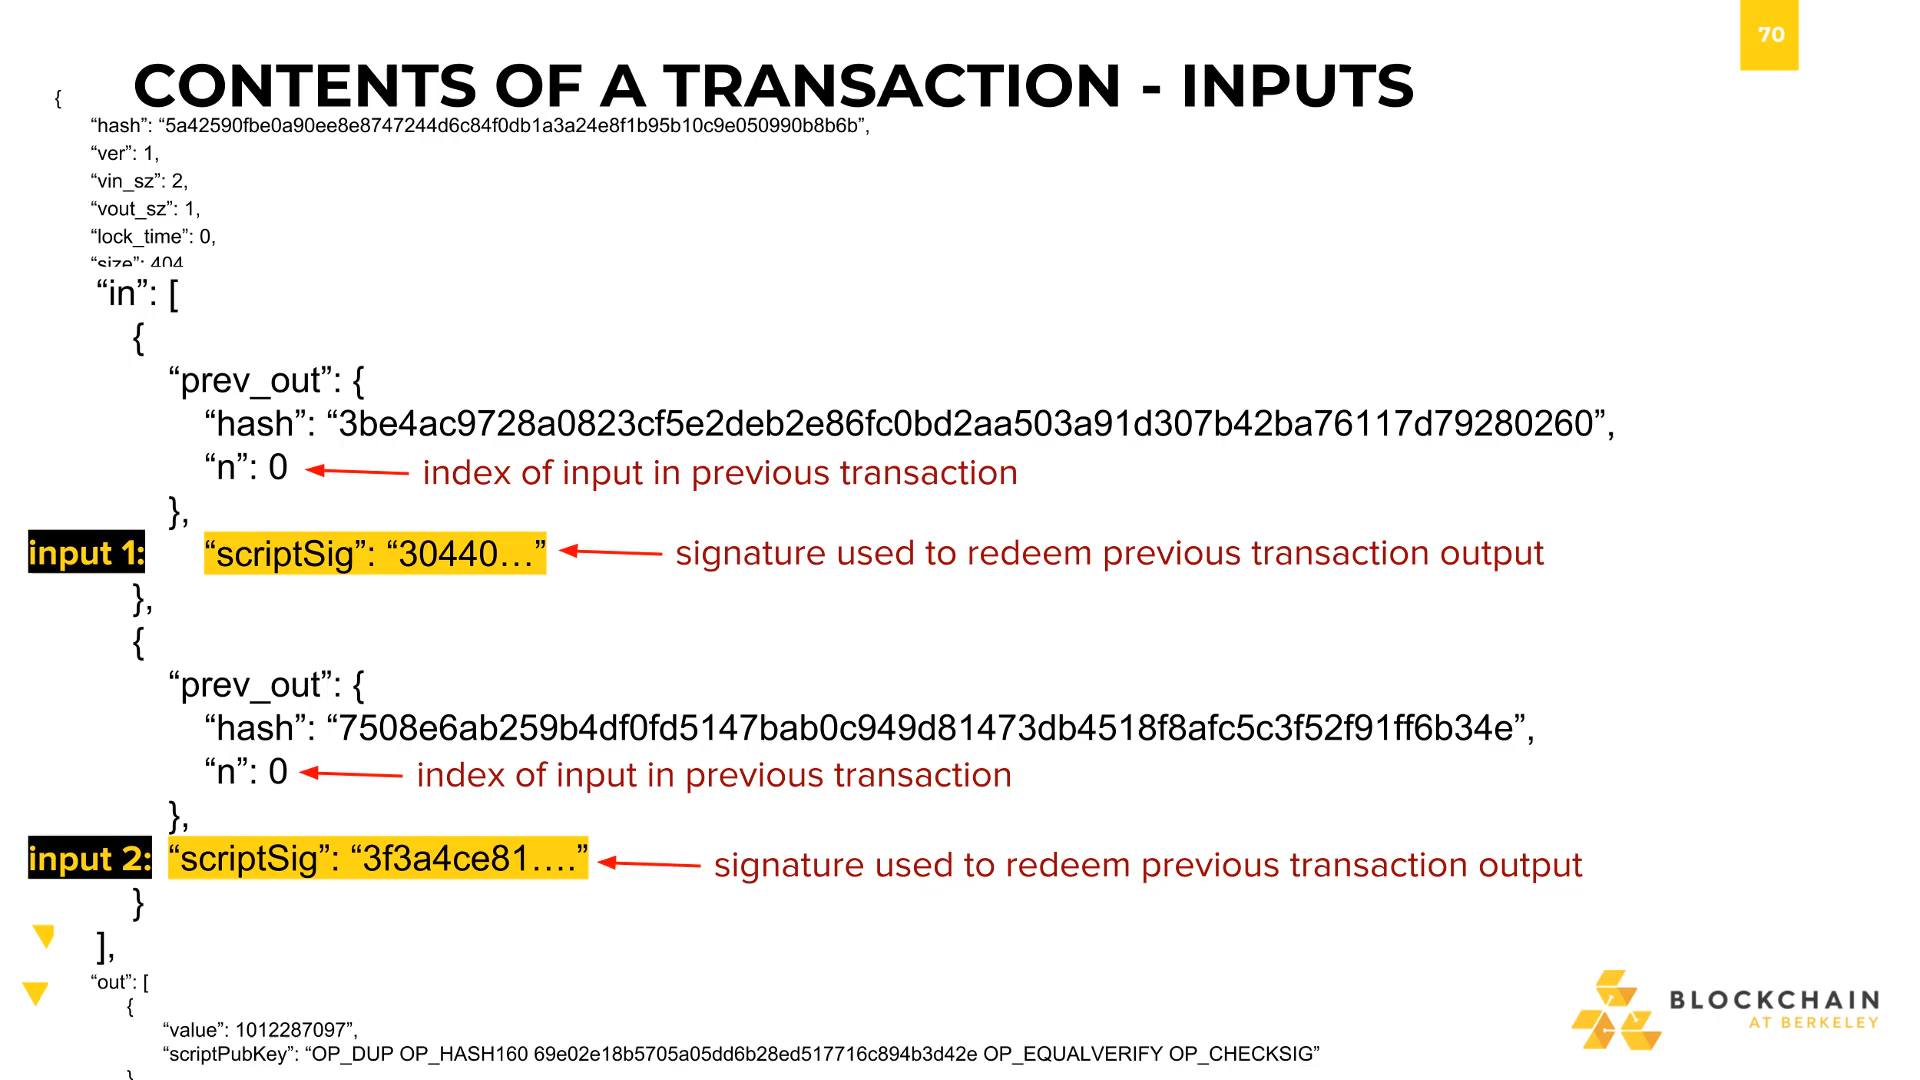 70
CONTENTS OF A TRANSACTION - INPUTS
{
“hash”: “5a42590fbe0a90ee8e8747244d6c84f0db1a3a24e8f1b95b10c9e050990b8b6b”,
“ver”: 1,
“vin_sz”: 2,
“vout_sz”: 1,
“lock_time”: 0,
“size”: 404
“in”: [
{
“prev_out”: {
“hash”: “3be4ac9728a0823cf5e2deb2e86fc0bd2aa503a91d307b42ba76117d79280260”,
“n”: 0 index of input in previous transaction
},
input 1: “scriptSig”: “30440…” signature used to redeem previous transaction output
},
{
“prev_out”: {
“hash”: “7508e6ab259b4df0fd5147bab0c949d81473db4518f8afc5c3f52f91ff6b34e”,
“n”: 0 index of input in previous transaction
},
input 2: “scriptSig”: “3f3a4ce81….” signature used to redeem previous transaction output
}
],
“out”: [
{
“value”: 1012287097”,
“scriptPubKey”: “OP_DUP OP_HASH160 69e02e18b5705a05dd6b28ed517716c894b3d42e OP_EQUALVERIFY OP_CHECKSIG”
}
BLOCKCHAIN
AT BERKELEY